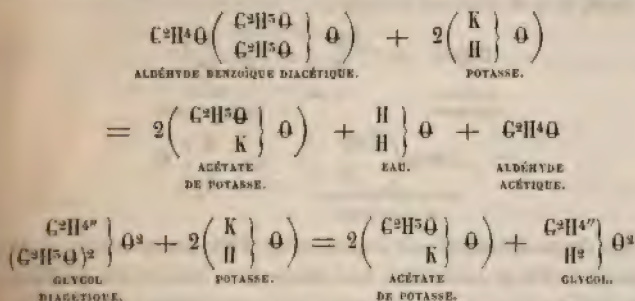 C²H⁴O ( C²H³O
C²H³O } O ) + 2 ( K
H } O )
ALDÉHYDE BENZOÏQUE DIACÉTIQUE. POTASSE.
= 2 ( C²H³O
K } O ) + H
H } O + C²H⁴O
ACÉTATE
DE POTASSE. EAU. ALDÉHYDE
ACÉTIQUE.
C²H⁴″
(C²H³O)² } O² + 2 ( K
H } O ) = 2 ( C²H³O
K } O ) + C²H⁴″
H² } O²
GLYCOL
DIACÉTIQUE. POTASSE. ACÉTATE
DE POTASSE. GLYCOL.